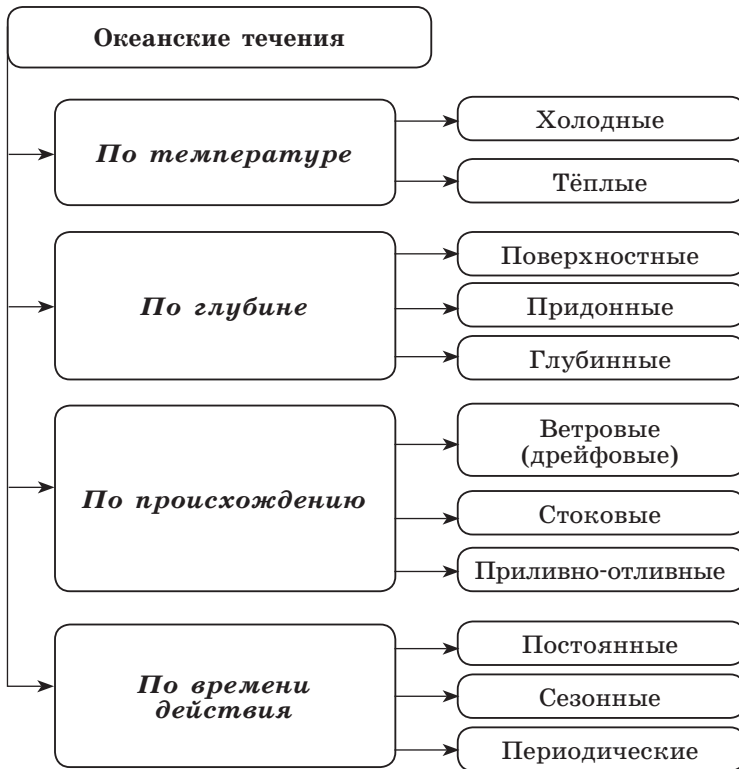 Океанские течения
По температуре
Холодные
Тёплые
По глубине
Поверхностные
Придонные
Глубинные
По происхождению
Ветровые
(дрейфовые)
Стоковые
Приливно-отливные
По времени
действия
Постоянные
Сезонные
Периодические